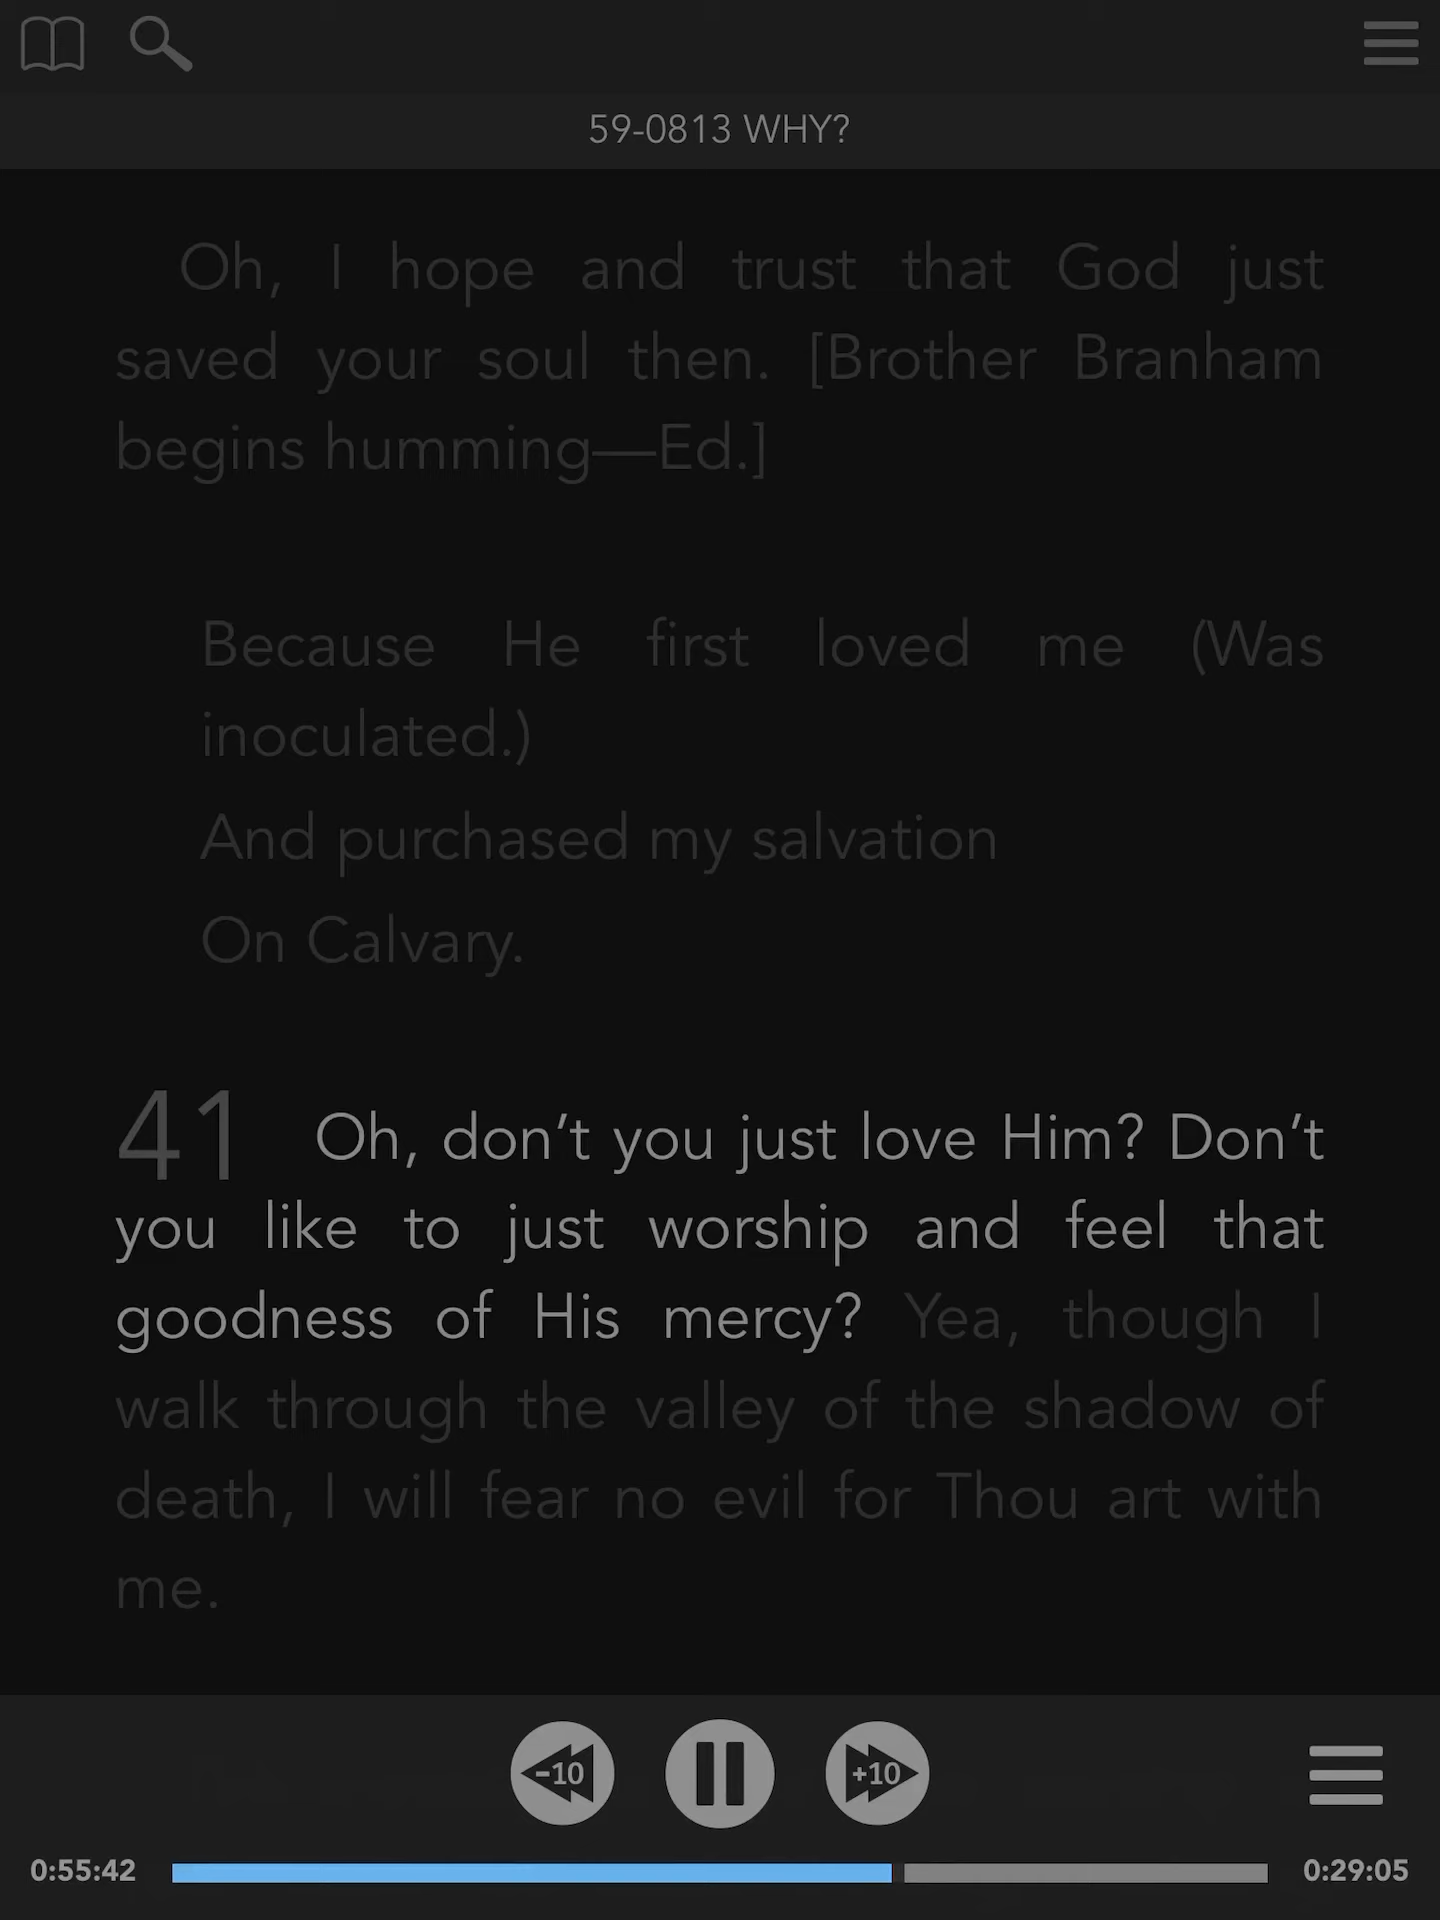 59-0813 WHY?
Oh, I hope and trust that God just
saved your soul then. [Brother Branham
begins humming—Ed.]
Because He first loved me (Was
inoculated.)
And purchased my salvation
On Calvary.
41 Oh, don’t you just love Him? Don’t
you like to just worship and feel that
goodness of His mercy? Yea, though I
walk through the valley of the shadow of
death, I will fear no evil for Thou art with
me.
-10 +10
0:55:42 0:29:05